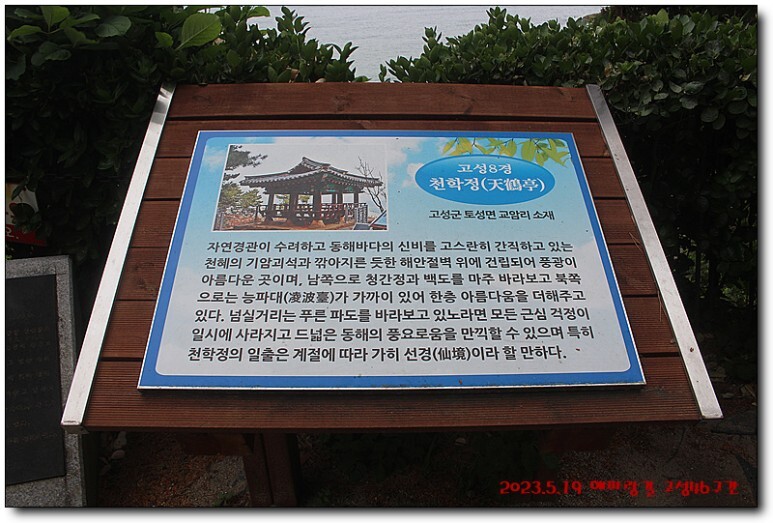 고성8경
천학정(天鶴亭)
고성군 토성면 교암리 소재
자연경관이 수려하고 동해바다의 신비를 고스란히 간직하고 있는
천혜의 기암괴석과 깎아지른 듯한 해안절벽 위에 건립되어 풍광이
아름다운 곳이며, 남쪽으로 청간정과 백도를 마주 바라보고 북쪽
으로는 능파대(凌波臺)가 가까이 있어 한층 아름다움을 더해주고
있다. 넘실거리는 푸른 파도를 바라보고 있노라면 모든 근심 걱정이
일시에 사라지고 드넓은 동해의 풍요로움을 만끽할 수 있으며 특히
천학정의 일출은 계절에 따라 가히 선경(仙境)이라 할 만하다.
2023.5.19 해파랑길 고성46구간